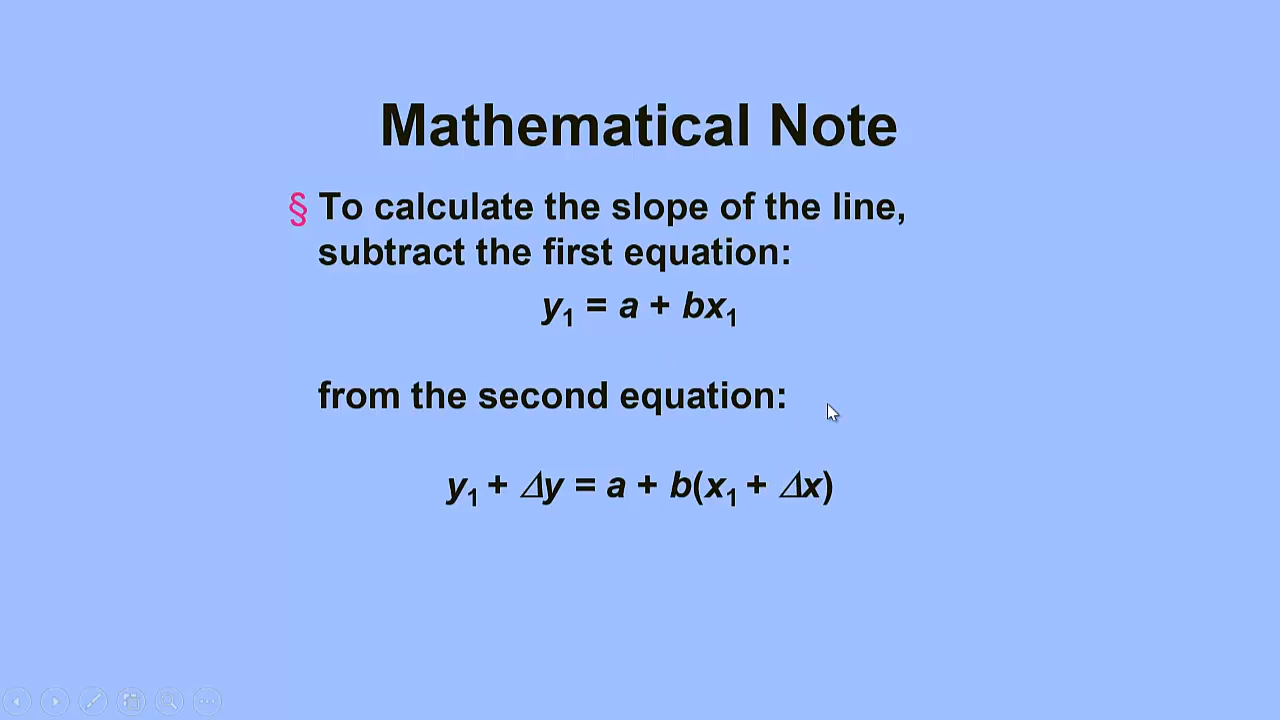 Mathematical Note
§ To calculate the slope of the line,
subtract the first equation:
y₁ = a + bx₁
from the second equation:
y₁ + Δy = a + b(x₁ + Δx)